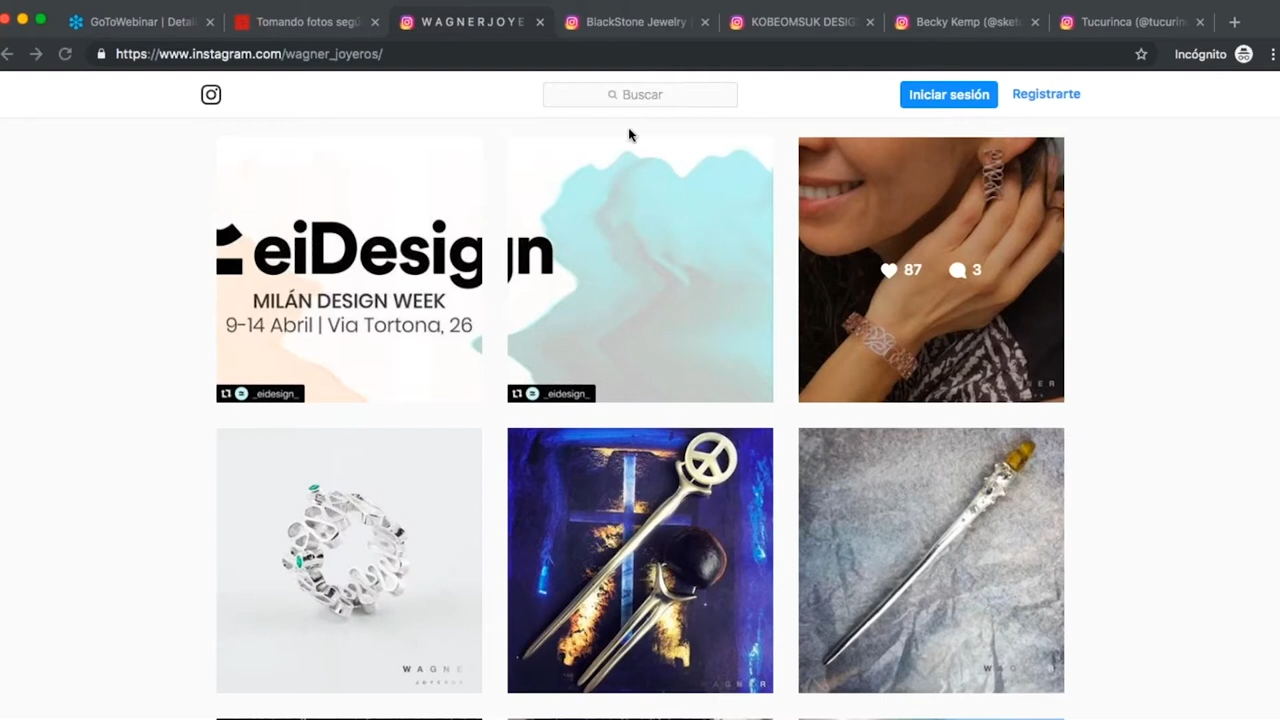 GoToWebinar | Detal
Tomando fotos segú
W A G N E R J O Y E
BlackStone Jewelry
KOBEOMSUK DESIG
Becky Kemp (@sket
Tucurinca (@tucurin
https://www.instagram.com/wagner_joyeros/
Incógnito
Buscar
Iniciar sesión
Registrarte
eiDesign
MILÁN DESIGN WEEK
9-14 Abril | Via Tortona, 26
_eidesign_
gn
_eidesign_
87
3
N E R
W A G N E
JOYEROS
W A G N E R
W A G